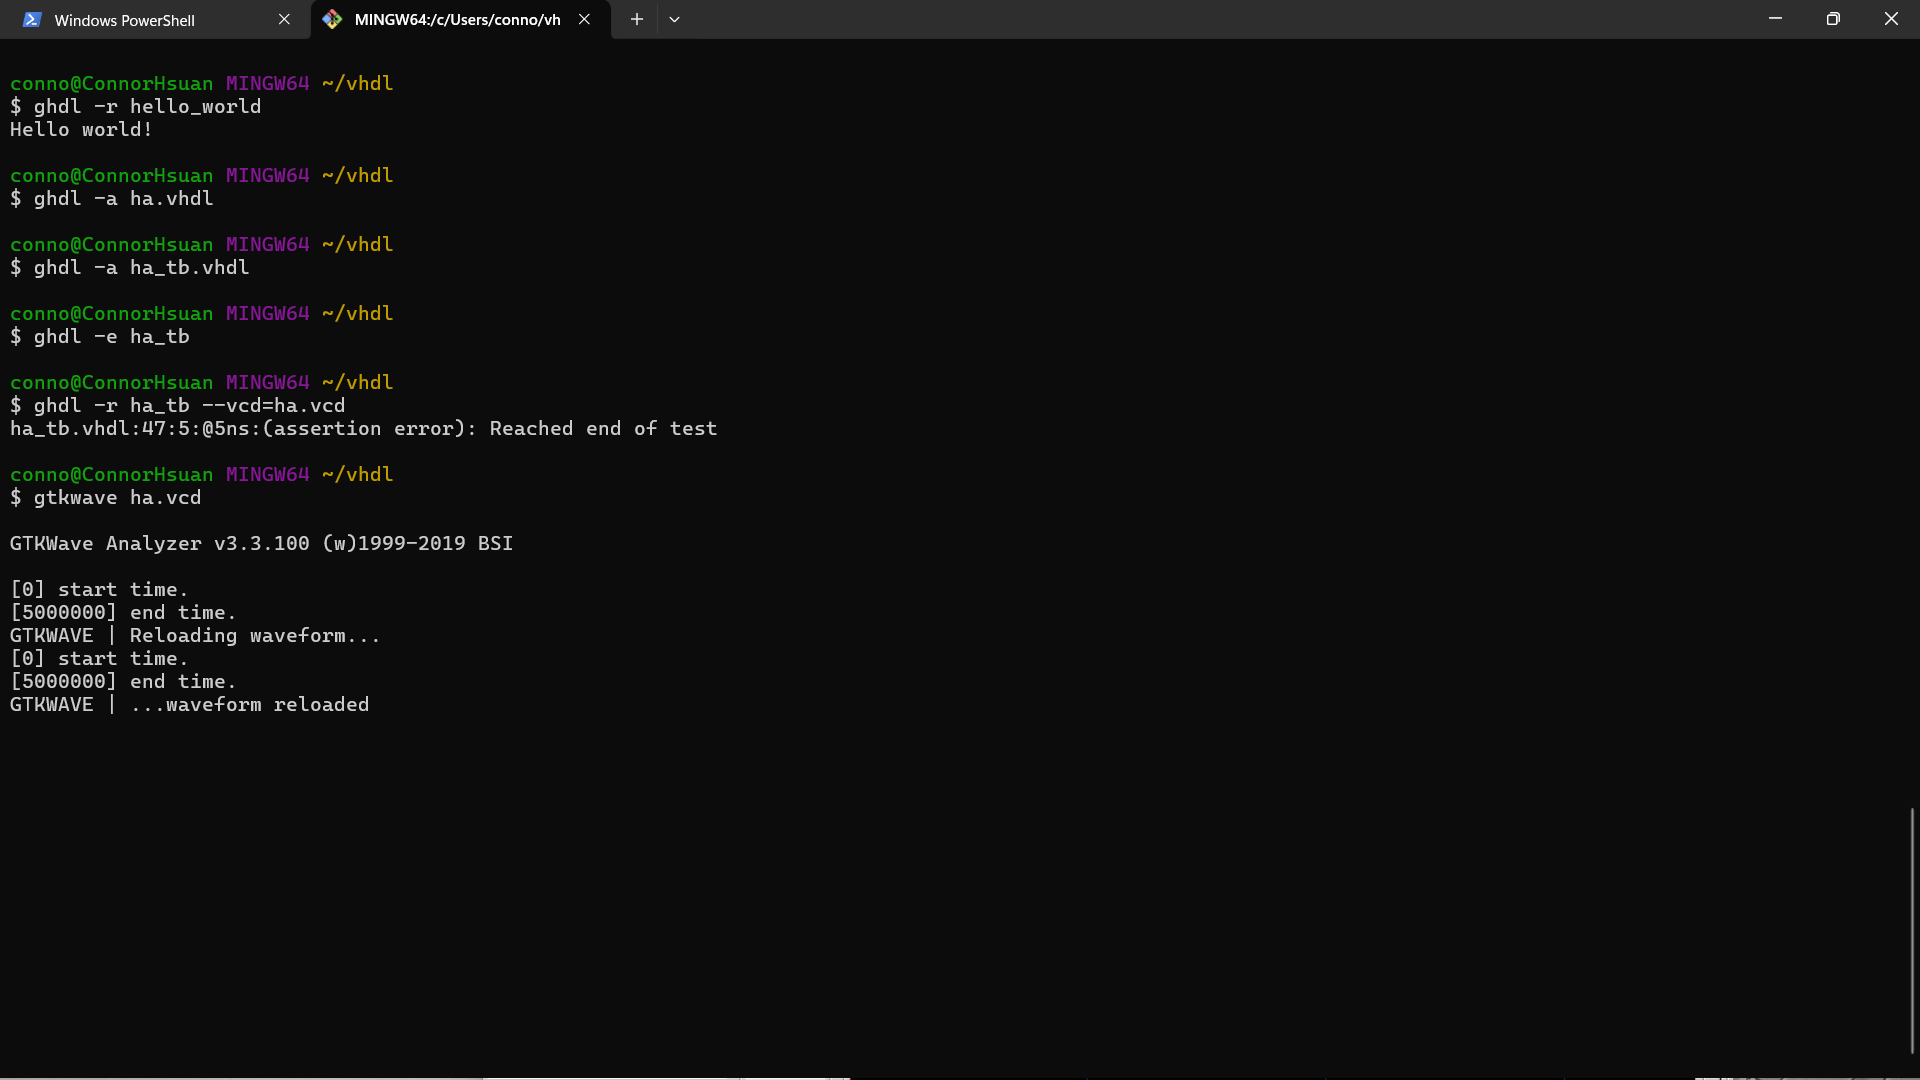 Windows PowerShell
MINGW64:/c/Users/conno/vh
conno@ConnorHsuan MINGW64 ~/vhdl
$ ghdl -r hello_world
Hello world!
conno@ConnorHsuan MINGW64 ~/vhdl
$ ghdl -a ha.vhdl
conno@ConnorHsuan MINGW64 ~/vhdl
$ ghdl -a ha_tb.vhdl
conno@ConnorHsuan MINGW64 ~/vhdl
$ ghdl -e ha_tb
conno@ConnorHsuan MINGW64 ~/vhdl
$ ghdl -r ha_tb --vcd=ha.vcd
ha_tb.vhdl:47:5:@5ns:(assertion error): Reached end of test
conno@ConnorHsuan MINGW64 ~/vhdl
$ gtkwave ha.vcd
GTKWave Analyzer v3.3.100 (w)1999-2019 BSI
[0] start time.
[5000000] end time.
GTKWAVE | Reloading waveform...
[0] start time.
[5000000] end time.
GTKWAVE | ...waveform reloaded